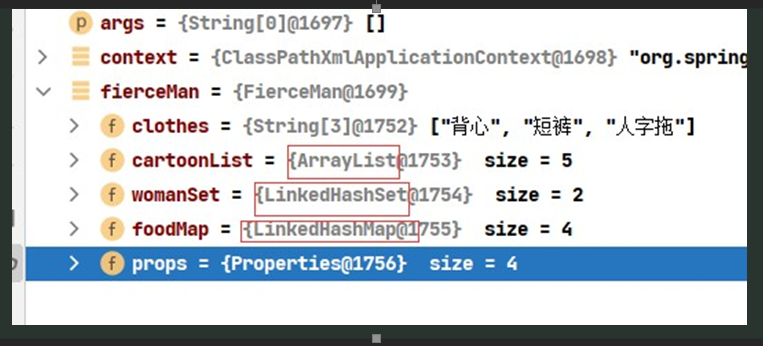 args = {String[0]@1697} []
context = {ClassPathXmlApplicationContext@1698} "org.spring
fierceMan = {FierceMan@1699}
clothes = {String[3]@1752} ["背心", "短裤", "人字拖"]
cartoonList = {ArrayList@1753} size = 5
womanSet = {LinkedHashSet@1754} size = 2
foodMap = {LinkedHashMap@1755} size = 4
props = {Properties@1756} size = 4